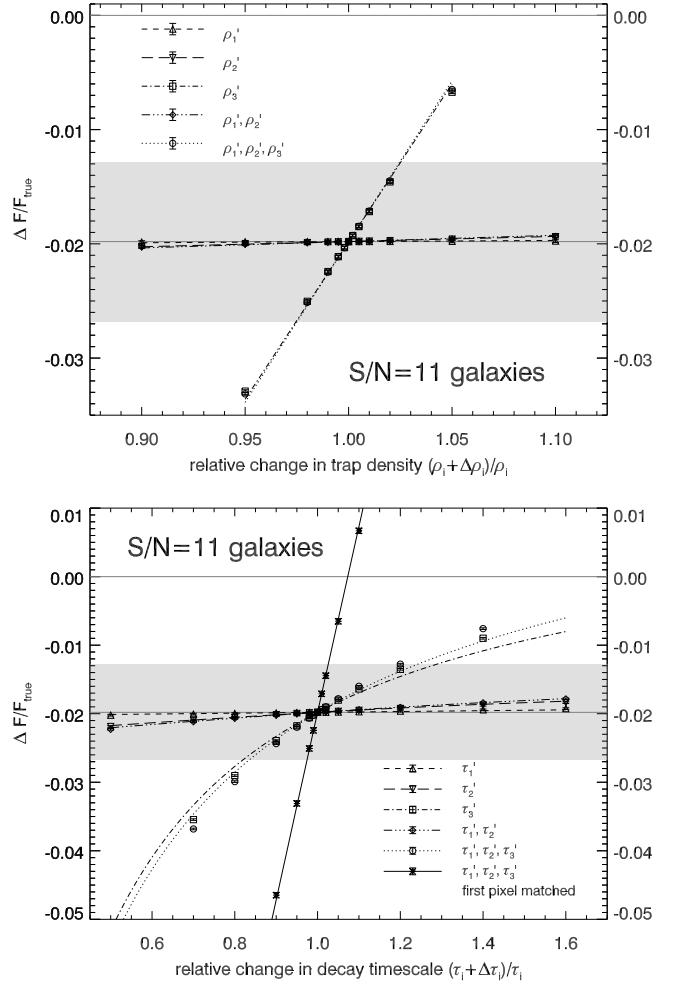 0.00
-0.01
-0.02
-0.03
-0.01
-0.02
0.02
ΔF/Ftrue
ρ1'
ρ2'
ρ3'
ρ1', ρ2'
ρ1', ρ2', ρ3'
S/N=11 galaxies
0.90 0.95 1.00 1.05 1.10
relative change in trap density (ρi+Δρi)/ρi
0.01
0.00
-0.01
-0.02
-0.03
-0.04
-0.05
0.01
0.00
-0.01
-0.02
-0.03
-0.04
-0.05
ΔF/Ftrue
S/N=11 galaxies
τ1'
τ2'
τ3'
τ1', τ2'
τ1', τ2', τ3'
τ1', τ2', τ3'
first pixel matched
0.6 0.8 1.0 1.2 1.4 1.6
relative change in decay timescale (τi+Δτi)/τi